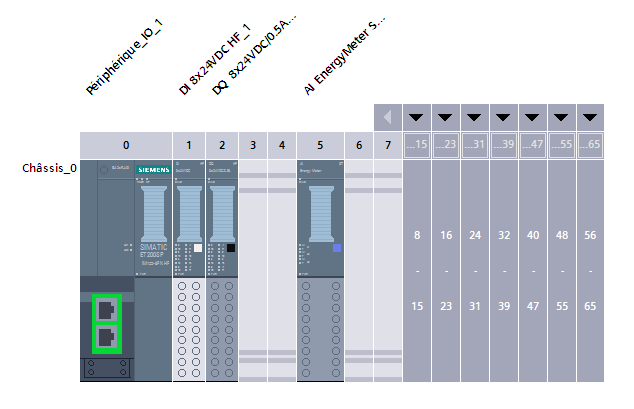 Périphérique_IO_1
DI 8x24VDC HF_1
DQ 8x24VDC/0.5A...
AI EnergyMeter S...
0 1 2 3 4 5 6 7 ...15 ...23 ...31 ...39 ...47 ...55 ...65
Châssis_0
SIEMENS
Energy Meter
SIMATIC
ET 200SP
8 16 24 32 40 48 56
- - - - - - -
15 23 31 39 47 55 65